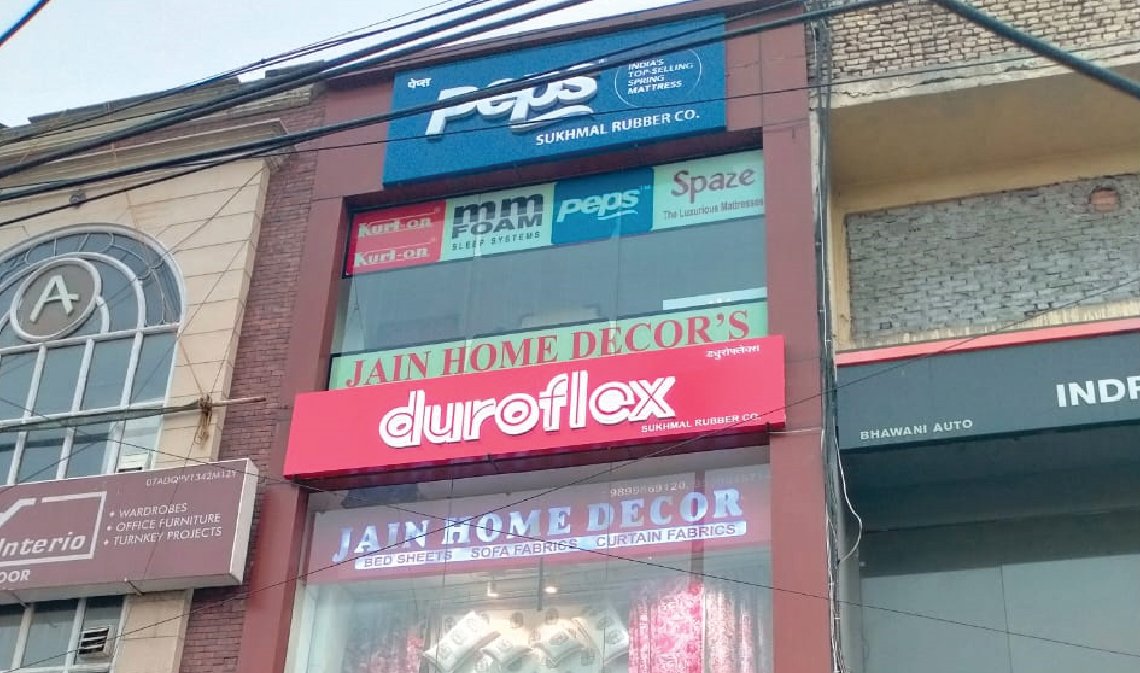 पेप्स
peps
INDIA'S
TOP-SELLING
SPRING
MATTRESS
SUKHMAL RUBBER CO.
Kurl-on
Kurl-on
mm
FOAM
SLEEP SYSTEMS
peps
Spaze
The Luxurious Mattresses
JAIN HOME DECOR'S
ड्युरोफ्लेक्स
duroflex
SUKHMAL RUBBER CO.
JAIN HOME DECOR
BED SHEETS SOFA FABRICS CURTAIN FABRICS
A
Interio
• WARDROBES
• OFFICE FURNITURE
• TURNKEY PROJECTS
BHAWANI AUTO